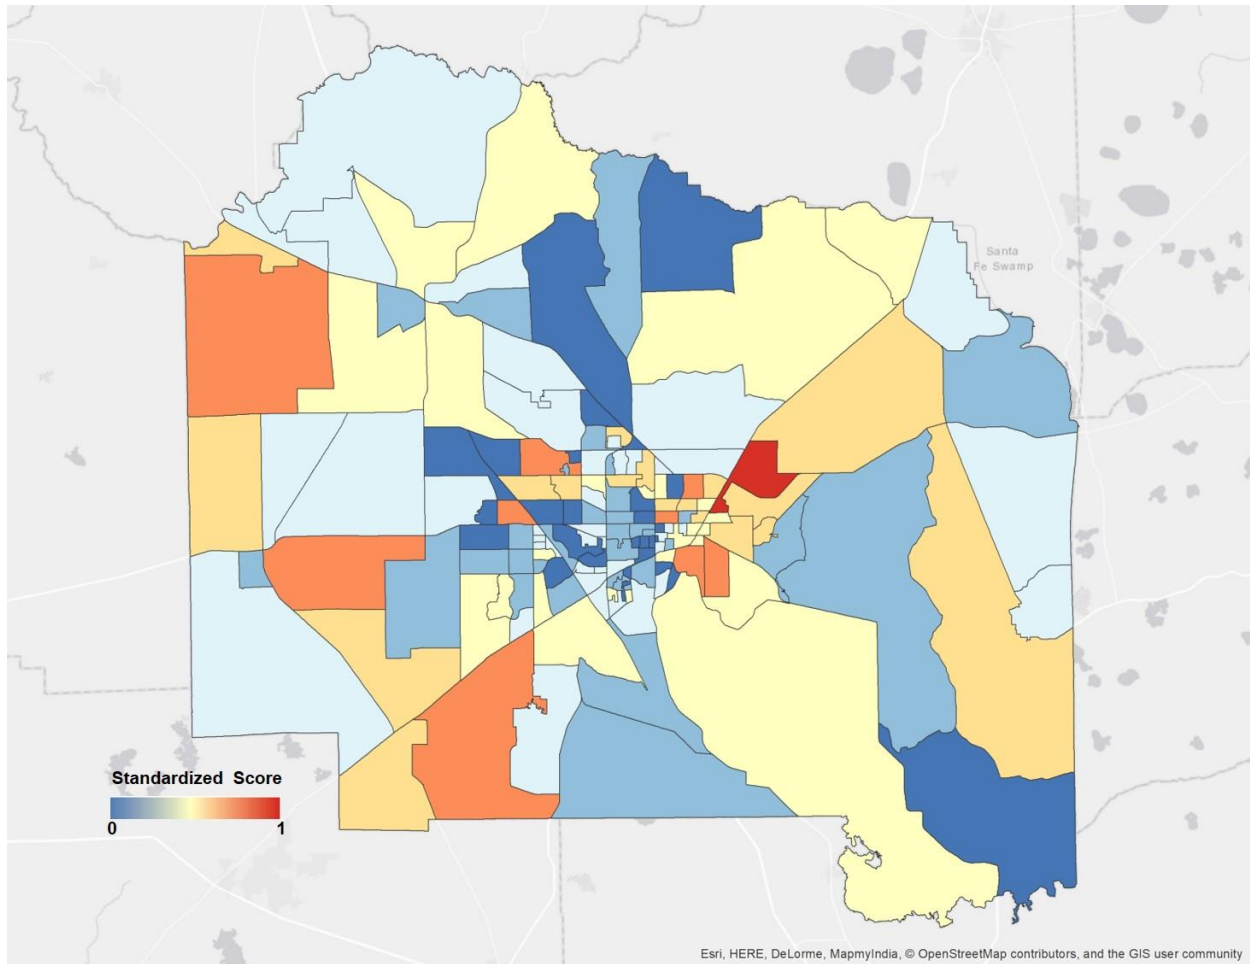 Santa
Fe Swamp
Standardized Score
0 1
Esri, HERE, DeLorme, MapmyIndia, © OpenStreetMap contributors, and the GIS user community